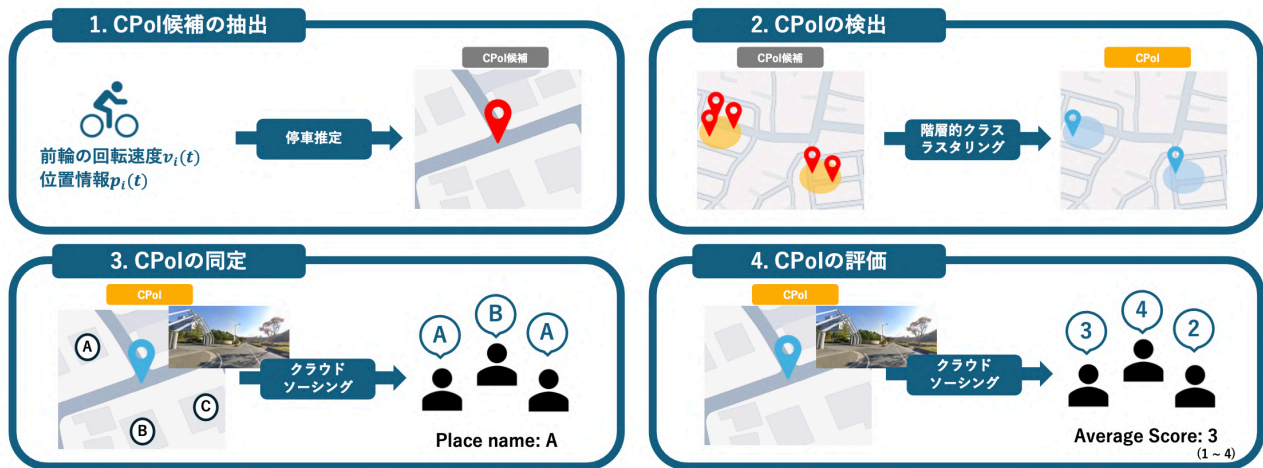 1. CPoI候補の抽出
CPoI候補
前輪の回転速度v_i(t)
位置情報p_i(t)
停車推定
2. CPoIの検出
CPoI候補
階層的クラス
ラスタリング
CPoI
3. CPoIの同定
CPoI
A
B
C
クラウド
ソーシング
A
B
A
Place name: A
4. CPoIの評価
CPoI
クラウド
ソーシング
3
4
2
Average Score: 3
(1 ~ 4)